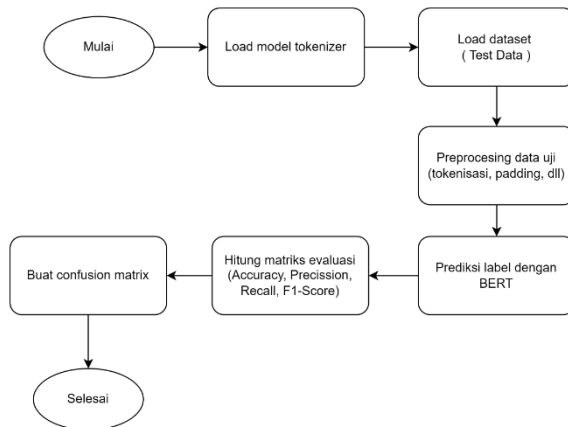 Mulai
Load model tokenizer
Load dataset
( Test Data )
Preprocesing data uji
(tokenisasi, padding, dll)
Prediksi label dengan
BERT
Hitung matriks evaluasi
(Accuracy, Precission,
Recall, F1-Score)
Buat confusion matrix
Selesai